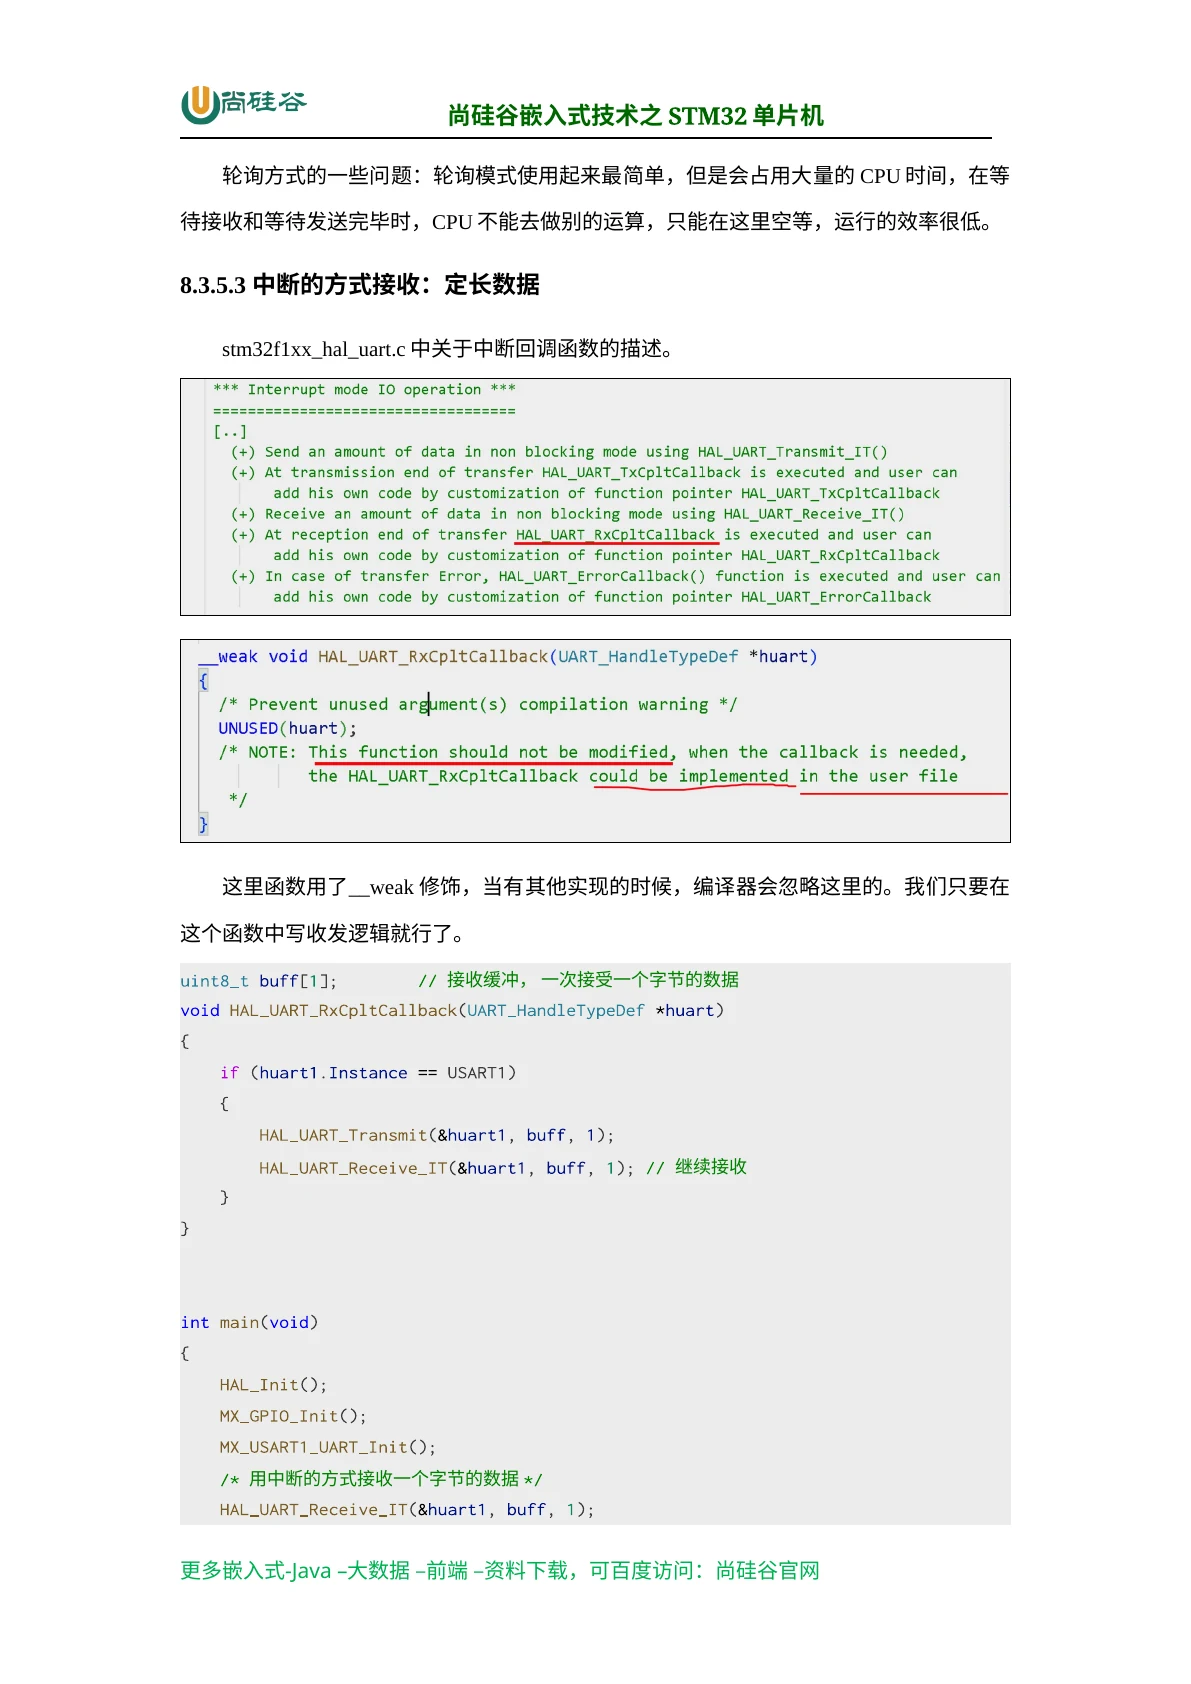 尚硅谷
尚硅谷嵌入式技术之 STM32 单片机
轮询方式的一些问题：轮询模式使用起来最简单，但是会占用大量的 CPU 时间，在等
待接收和等待发送完毕时，CPU 不能去做别的运算，只能在这里空等，运行的效率很低。
8.3.5.3 中断的方式接收：定长数据
stm32f1xx_hal_uart.c 中关于中断回调函数的描述。
*** Interrupt mode IO operation ***
===================================
[..]
(+) Send an amount of data in non blocking mode using HAL_UART_Transmit_IT()
(+) At transmission end of transfer HAL_UART_TxCpltCallback is executed and user can
add his own code by customization of function pointer HAL_UART_TxCpltCallback
(+) Receive an amount of data in non blocking mode using HAL_UART_Receive_IT()
(+) At reception end of transfer HAL_UART_RxCpltCallback is executed and user can
add his own code by customization of function pointer HAL_UART_RxCpltCallback
(+) In case of transfer Error, HAL_UART_ErrorCallback() function is executed and user can
add his own code by customization of function pointer HAL_UART_ErrorCallback
__weak void HAL_UART_RxCpltCallback(UART_HandleTypeDef *huart)
{
/* Prevent unused argument(s) compilation warning */
UNUSED(huart);
/* NOTE: This function should not be modified, when the callback is needed,
the HAL_UART_RxCpltCallback could be implemented in the user file
*/
}
这里函数用了__weak 修饰，当有其他实现的时候，编译器会忽略这里的。我们只要在
这个函数中写收发逻辑就行了。
uint8_t buff[1]; // 接收缓冲， 一次接受一个字节的数据
void HAL_UART_RxCpltCallback(UART_HandleTypeDef *huart)
{
if (huart1.Instance == USART1)
{
HAL_UART_Transmit(&huart1, buff, 1);
HAL_UART_Receive_IT(&huart1, buff, 1); // 继续接收
}
}
int main(void)
{
HAL_Init();
MX_GPIO_Init();
MX_USART1_UART_Init();
/* 用中断的方式接收一个字节的数据 */
HAL_UART_Receive_IT(&huart1, buff, 1);
更多嵌入式-Java –大数据 –前端 –资料下载，可百度访问：尚硅谷官网